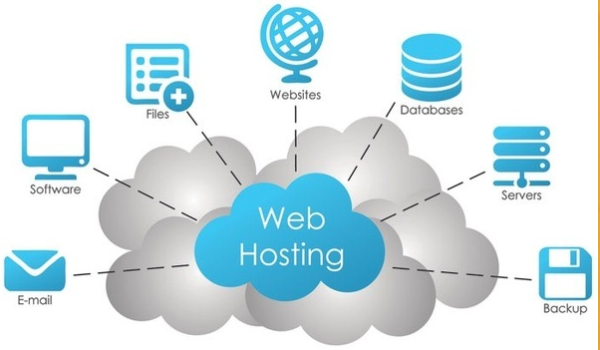 Websites
Files
Databases
Software
Servers
Web
Hosting
E-mail
Backup